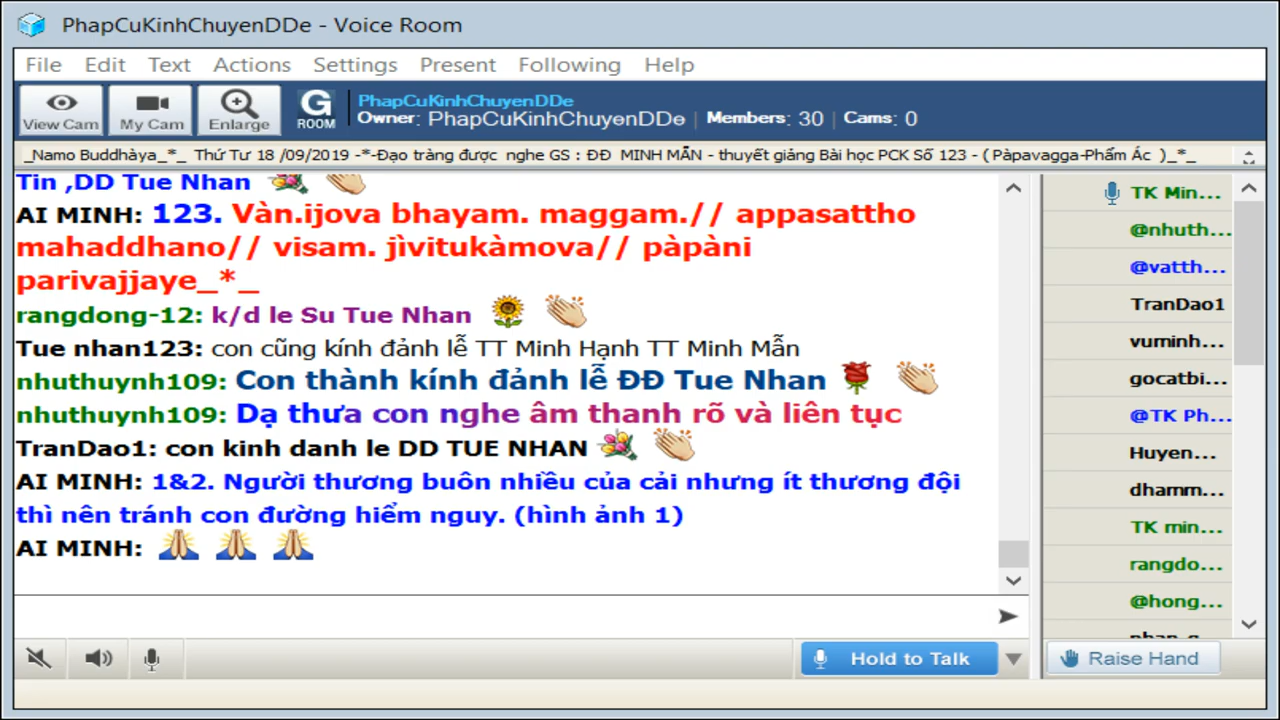 PhapCuKinhChuyenDDe - Voice Room
File Edit Text Actions Settings Present Following Help
View Cam My Cam Enlarge G ROOM
PhapCuKinhChuyenDDe
Owner: PhapCuKinhChuyenDDe | Members: 30 | Cams: 0
_Namo Buddhàya_*_ Thứ Tư 18 /09/2019 -*-Đạo tràng được nghe GS : ĐĐ MINH MẪN - thuyết giảng Bài học PCK Số 123 - ( Pàpavagga-Phẩm Ác )_*_
Tin ,DD Tue Nhan
AI MINH: 123. Vàn.ijova bhayam. maggam.// appasattho
mahaddhano// visam. jìvitukàmova// pàpàni
parivajjaye_*_
rangdong-12: k/d le Su Tue Nhan
Tue nhan123: con cũng kính đảnh lễ TT Minh Hạnh TT Minh Mẫn
nhuthuynh109: Con thành kính đảnh lễ ĐĐ Tue Nhan
nhuthuynh109: Dạ thưa con nghe âm thanh rõ và liên tục
TranDao1: con kinh danh le DD TUE NHAN
AI MINH: 1&2. Người thương buôn nhiều của cải nhưng ít thương đội
thì nên tránh con đường hiểm nguy. (hình ảnh 1)
AI MINH:
TK Min...
@nhuth...
@vatth...
TranDao1
vuminh...
gocatbi...
@TK Ph...
Huyen...
dhamm...
TK min...
rangdo...
@hong...
Hold to Talk
Raise Hand